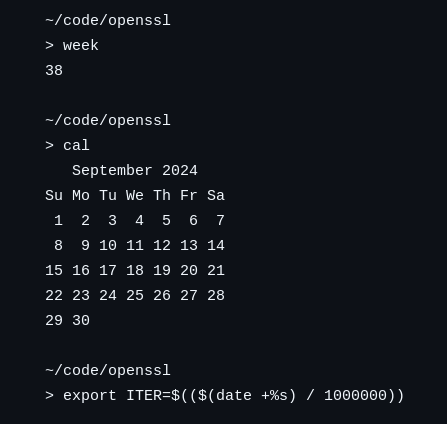 ~/code/openssl
> week
38

~/code/openssl
> cal
   September 2024
Su Mo Tu We Th Fr Sa
 1  2  3  4  5  6  7
 8  9 10 11 12 13 14
15 16 17 18 19 20 21
22 23 24 25 26 27 28
29 30

~/code/openssl
> export ITER=$(($(date +%s) / 1000000))